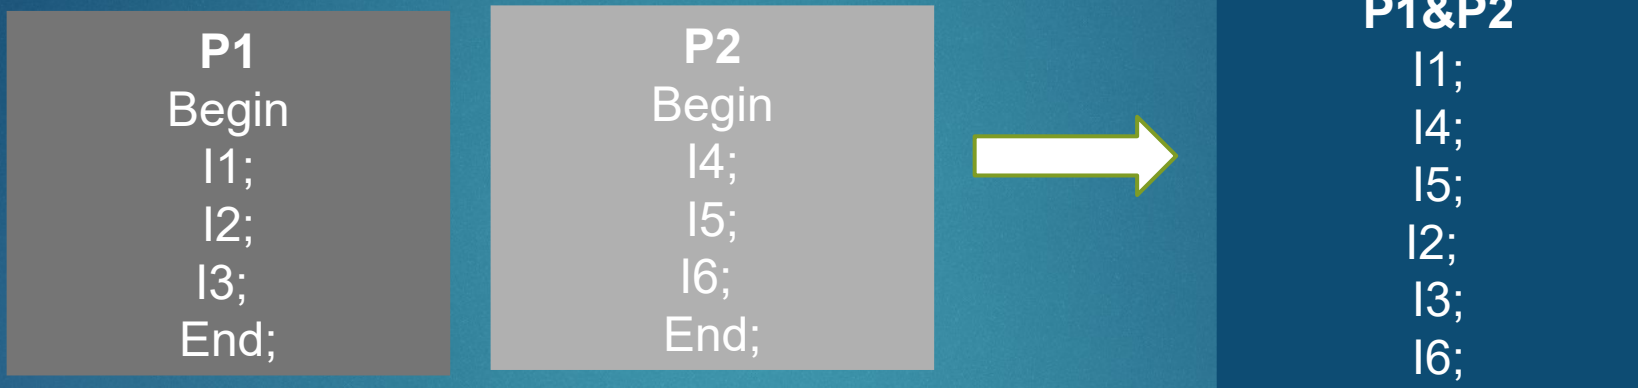 P1
Begin
I1;
I2;
I3;
End;
P2
Begin
I4;
I5;
I6;
End;
P1&P2
I1;
I4;
I5;
I2;
I3;
I6;